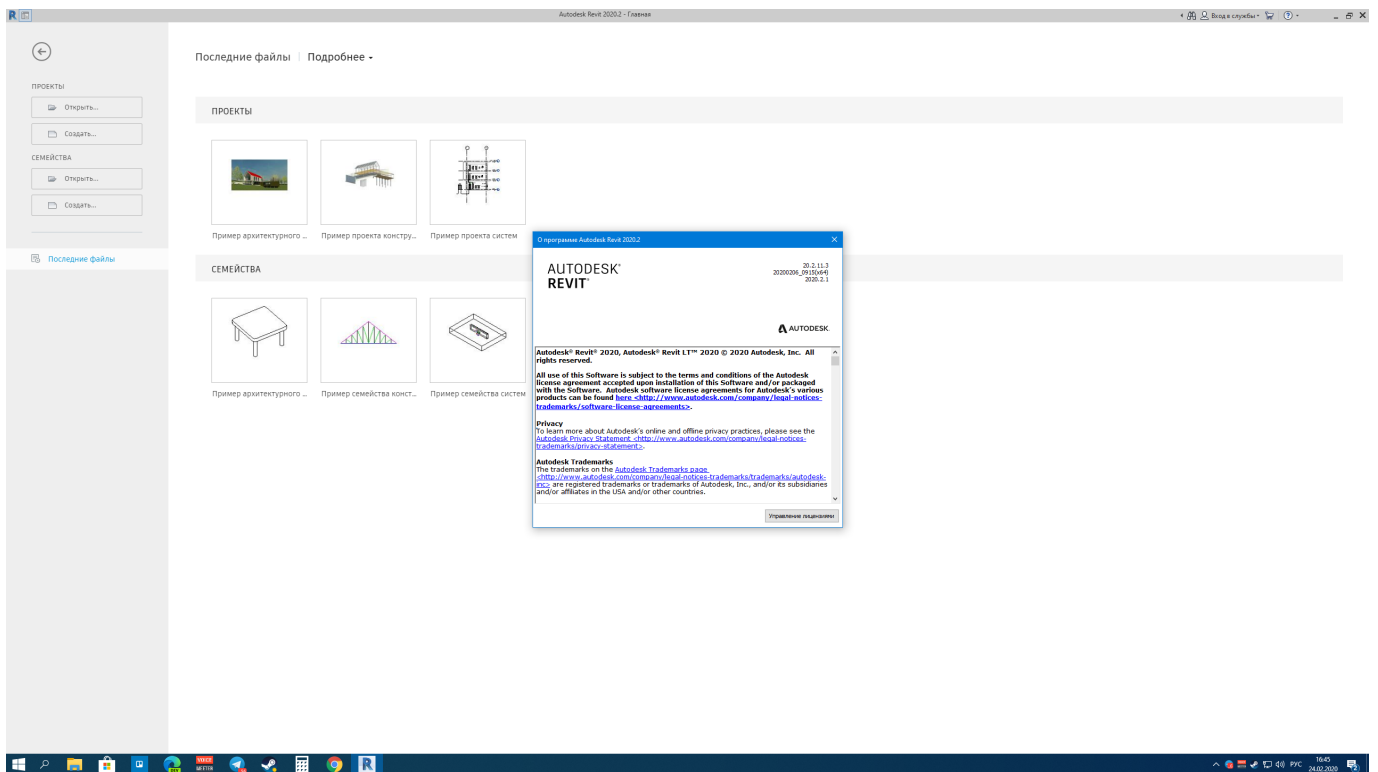 Autodesk Revit 2020.2 - Главная
Вход в службы
Последние файлы
Подробнее
ПРОЕКТЫ
Открыть...
Создать...
СЕМЕЙСТВА
Открыть...
Создать...
Последние файлы
ПРОЕКТЫ
Пример архитектурного ...
Пример проекта констру...
Пример проекта систем
СЕМЕЙСТВА
Пример архитектурного ...
Пример семейства конст...
Пример семейства систем
О программе Autodesk Revit 2020.2
AUTODESK®
REVIT®
20.2.11.3
20200206_0915(x64)
2020.2.1
AUTODESK.
Autodesk® Revit® 2020, Autodesk® Revit LT™ 2020 © 2020 Autodesk, Inc. All
rights reserved.
All use of this Software is subject to the terms and conditions of the Autodesk
license agreement accepted upon installation of this Software and/or packaged
with the Software. Autodesk software license agreements for Autodesk's various
products can be found here <http://www.autodesk.com/company/legal-notices-
trademarks/software-license-agreements>.
Privacy
To learn more about Autodesk's online and offline privacy practices, please see the
Autodesk Privacy Statement <http://www.autodesk.com/company/legal-notices-
trademarks/privacy-statement>.
Autodesk Trademarks
The trademarks on the Autodesk Trademarks page
<http://www.autodesk.com/company/legal-notices-trademarks/trademarks/autodesk-
inc> are registered trademarks or trademarks of Autodesk, Inc., and/or its subsidiaries
and/or affiliates in the USA and/or other countries.
Управление лицензиями
РУС
16:45
24.02.2020